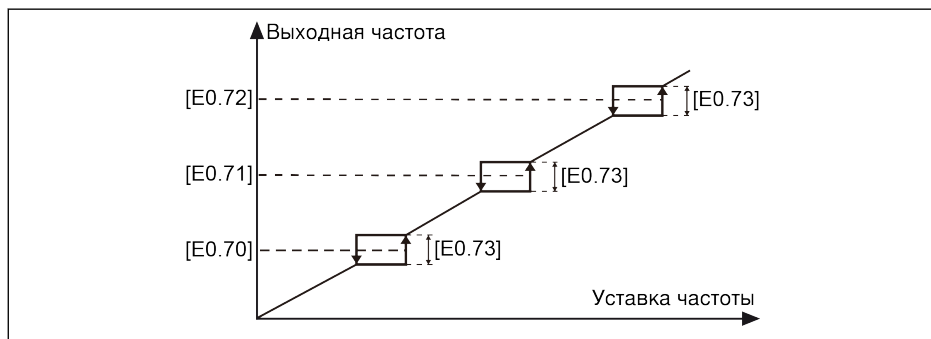 Выходная частота
[E0.72]
[E0.73]
[E0.71]
[E0.73]
[E0.70]
[E0.73]
Уставка частоты